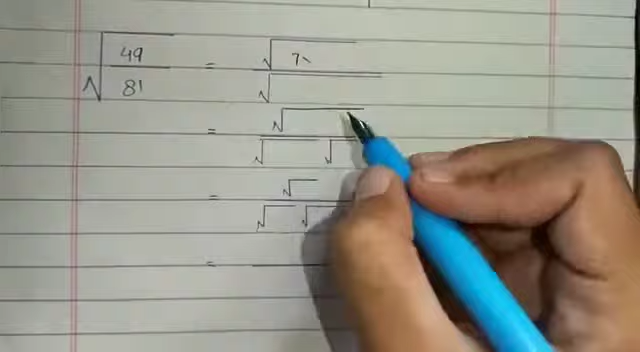 √49/81 = √7×/√
= √/√ √
= √/√ √
=